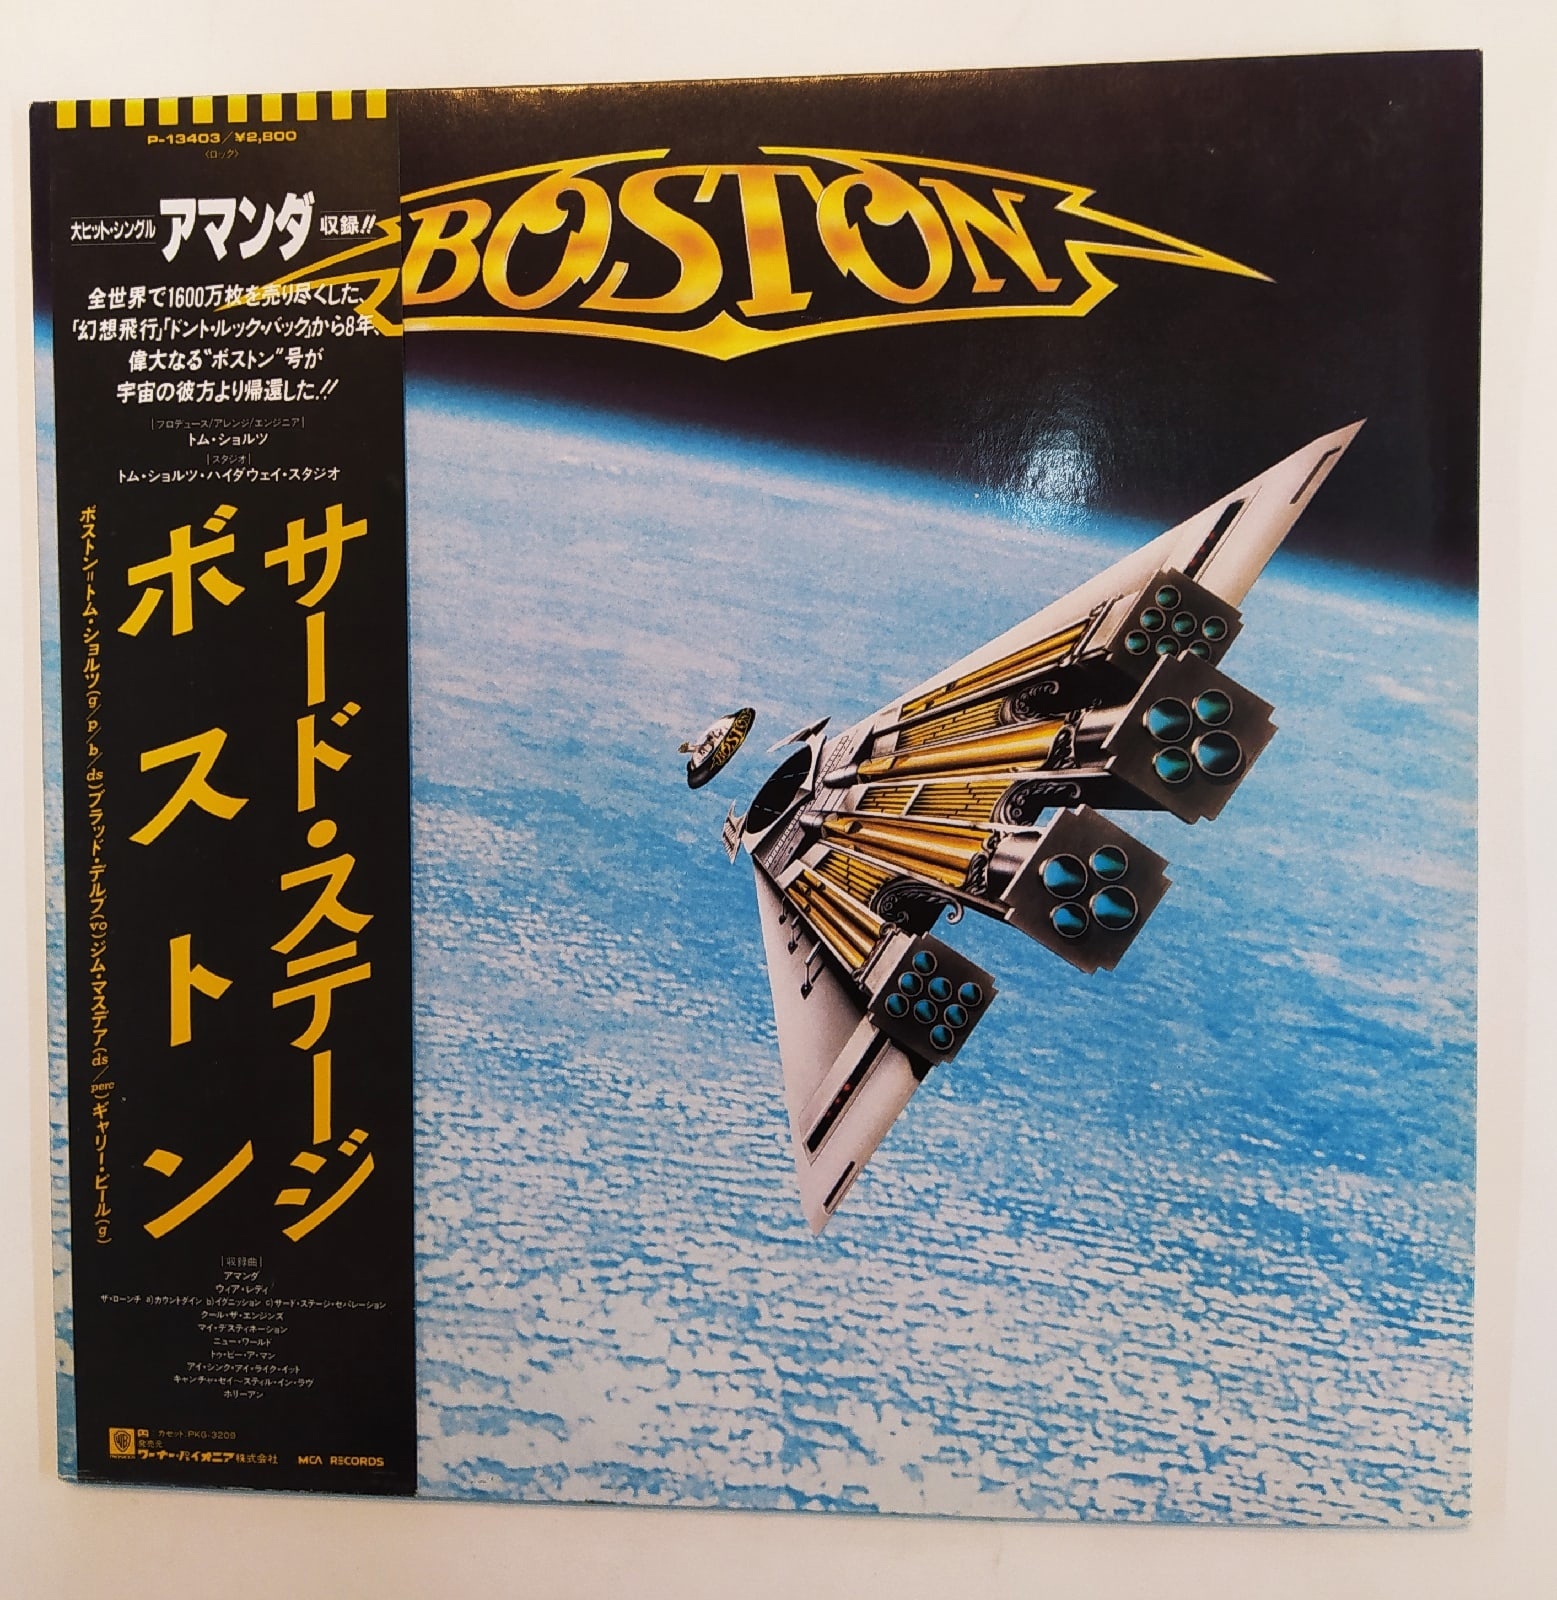 P-13403/¥2,800
〈ロック〉
大ヒット・シングル アマンダ 収録!!
全世界で1600万枚を売り尽くした、
「幻想飛行」「ドント・ルック・バック」から8年、
偉大なる"ボストン"号が
宇宙の彼方より帰還した!!
|プロデュース/アレンジ/エンジニア|
トム・ショルツ
|スタジオ|
トム・ショルツ・ハイダウェイ・スタジオ
サード・ステージ
ボストン
ボストン=トム・ショルツ(g/p/b/ds)ブラッド・デルプ(vo)ジム・マスデア(ds/perc)ギャリー・ピール(g)
|収録曲|
アマンダ
ウィア・レディ
ザ・ローンチ a)カウントダイン b)イグニッション c)サード・ステージ・セパレーション
クール・ザ・エンジンズ
マイ・デスティネーション
ニュー・ワールド
トゥ・ビー・ア・マン
アイ・シンク・アイ・ライク・イット
キャンチャ・セイ〜スティル・イン・ラヴ
ホリーアン
カセット:PKG-3209
発売元
ワーナー・パイオニア株式会社
MCA RECORDS
BOSTON
BOSTON